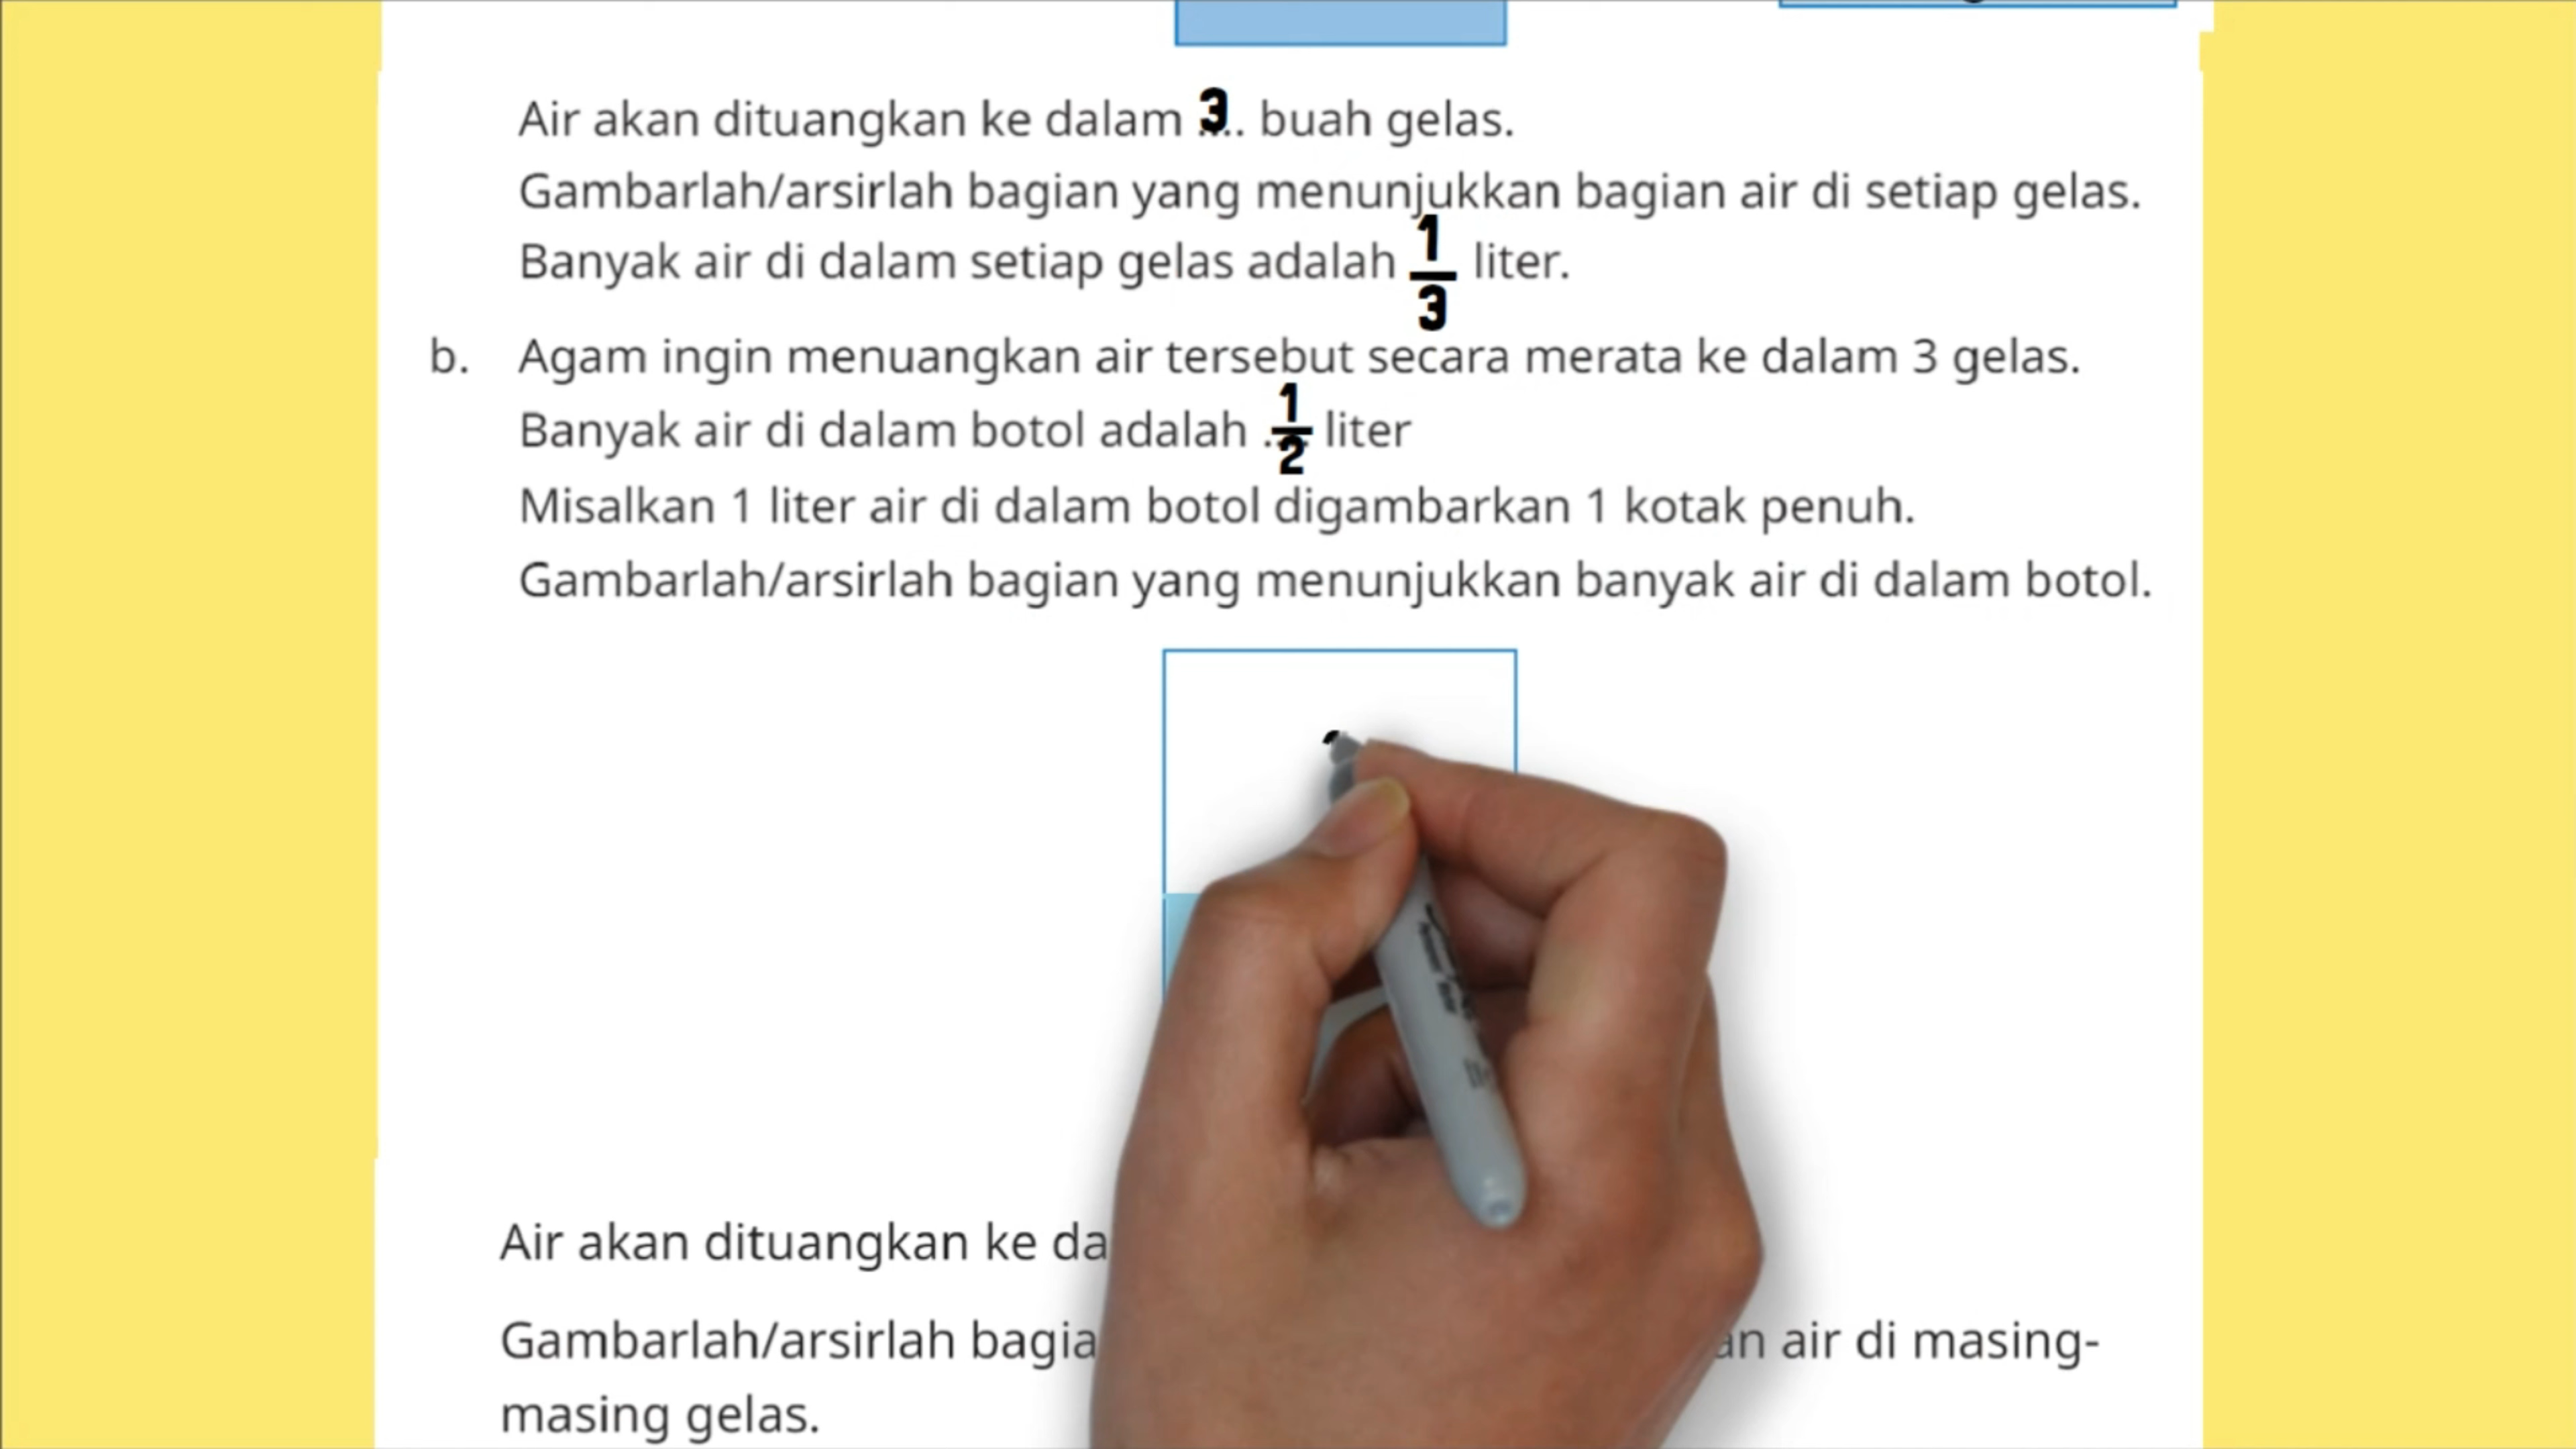 Air akan dituangkan ke dalam 3... buah gelas.
Gambarlah/arsirlah bagian yang menunjukkan bagian air di setiap gelas.
Banyak air di dalam setiap gelas adalah 1/3 liter.
b. Agam ingin menuangkan air tersebut secara merata ke dalam 3 gelas.
Banyak air di dalam botol adalah 1/2 liter
Misalkan 1 liter air di dalam botol digambarkan 1 kotak penuh.
Gambarlah/arsirlah bagian yang menunjukkan banyak air di dalam botol.
Air akan dituangkan ke da
Gambarlah/arsirlah bagia an air di masing-
masing gelas.